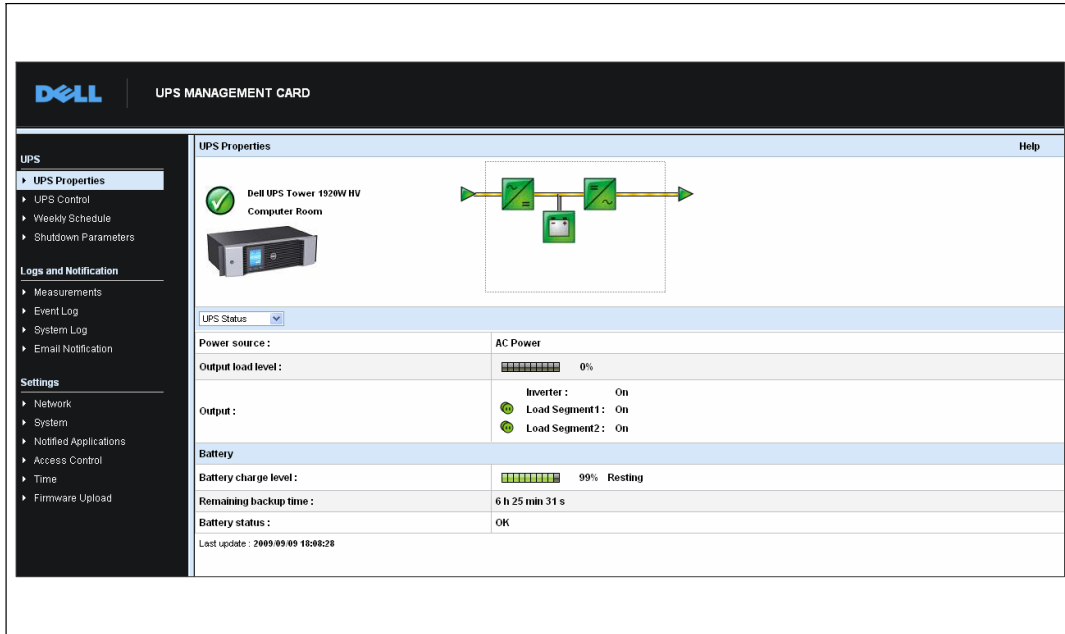 DELL
UPS MANAGEMENT CARD
UPS
UPS Properties
UPS Control
Weekly Schedule
Shutdown Parameters
Logs and Notification
Measurements
Event Log
System Log
Email Notification
Settings
Network
System
Notified Applications
Access Control
Time
Firmware Upload
UPS Properties Help
Dell UPS Tower 1920W HV
Computer Room
UPS Status
Power source : AC Power
Output load level : 0%
Output :
Inverter : On
Load Segment1 : On
Load Segment2 : On
Battery
Battery charge level : 99% Resting
Remaining backup time : 6 h 25 min 31 s
Battery status : OK
Last update : 2009/09/09 18:08:28